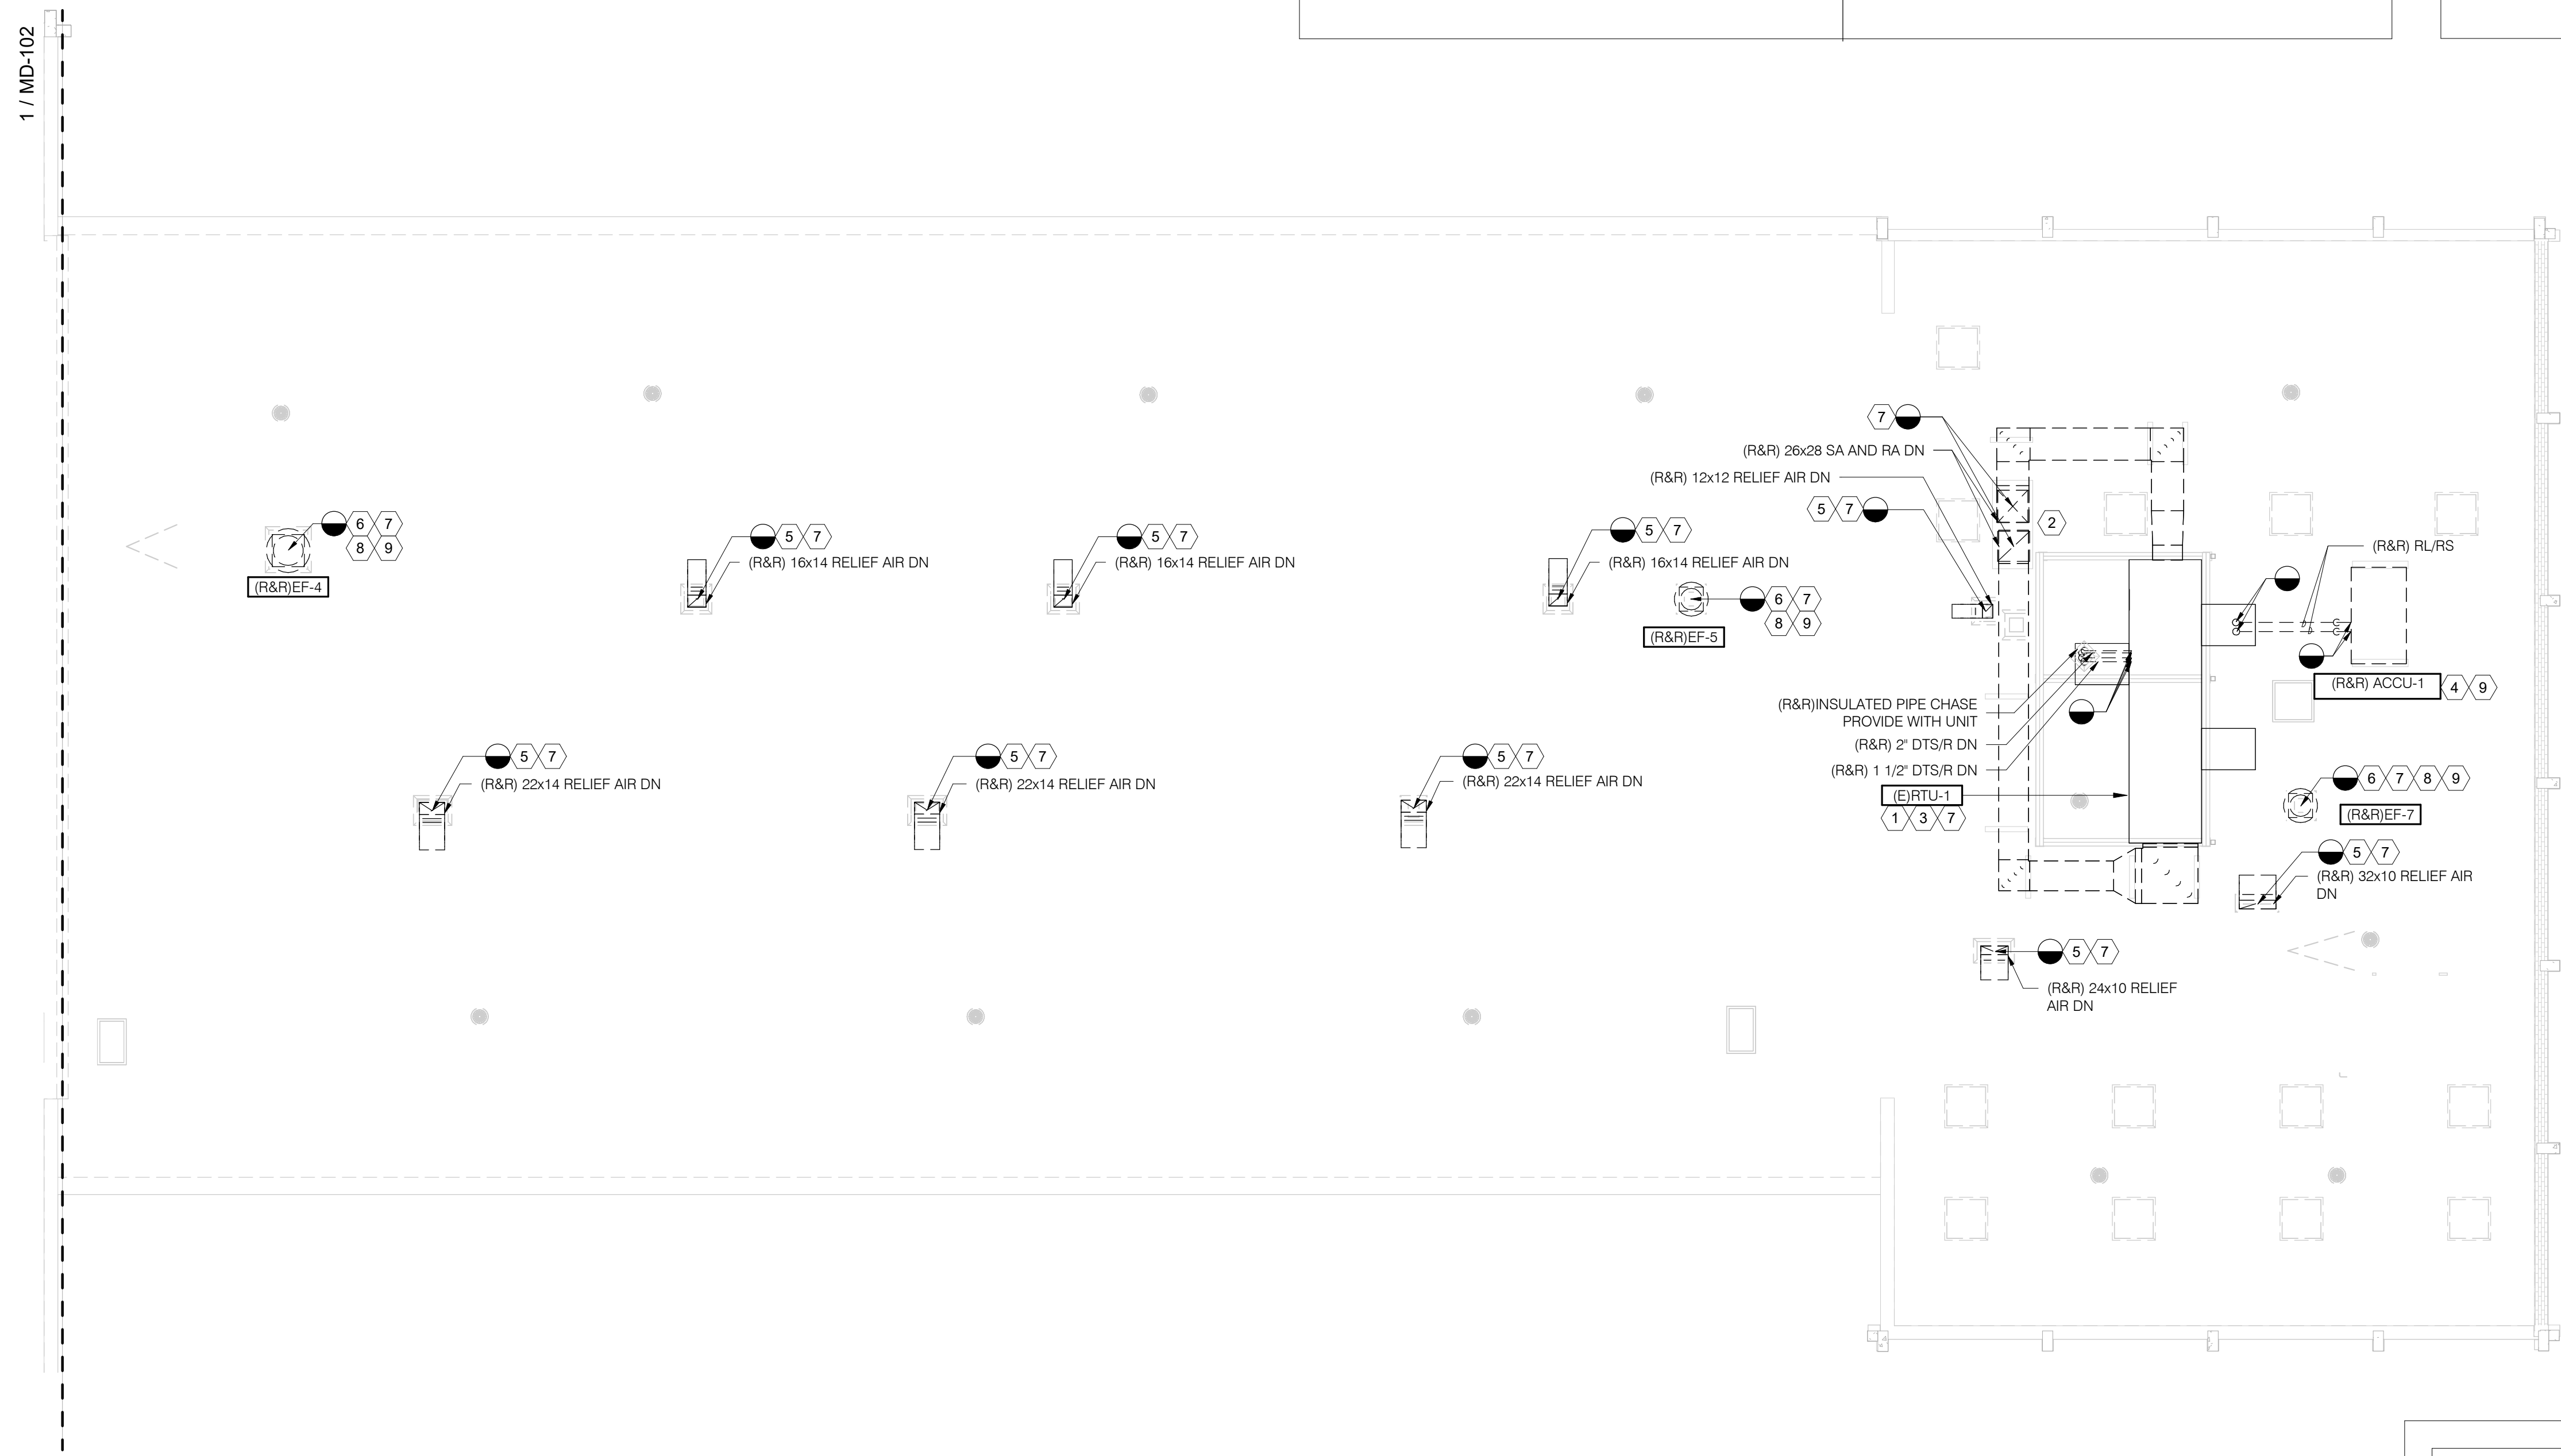 1 / MD-102
7
(R&R) 26x28 SA AND RA DN
(R&R) 12x12 RELIEF AIR DN
5 7
2
6 7
8 9
(R&R)EF-4
5 7
(R&R) 16x14 RELIEF AIR DN
5 7
(R&R) 16x14 RELIEF AIR DN
5 7
(R&R) 16x14 RELIEF AIR DN
6 7
8 9
(R&R)EF-5
(R&R) RL/RS
(R&R) ACCU-1
4 9
(R&R)INSULATED PIPE CHASE
PROVIDE WITH UNIT
(R&R) 2" DTS/R DN
(R&R) 1 1/2" DTS/R DN
(E)RTU-1
1 3 7
5 7
(R&R) 22x14 RELIEF AIR DN
5 7
(R&R) 22x14 RELIEF AIR DN
5 7
(R&R) 22x14 RELIEF AIR DN
6 7 8 9
(R&R)EF-7
5 7
(R&R) 32x10 RELIEF AIR
DN
5 7
(R&R) 24x10 RELIEF
AIR DN